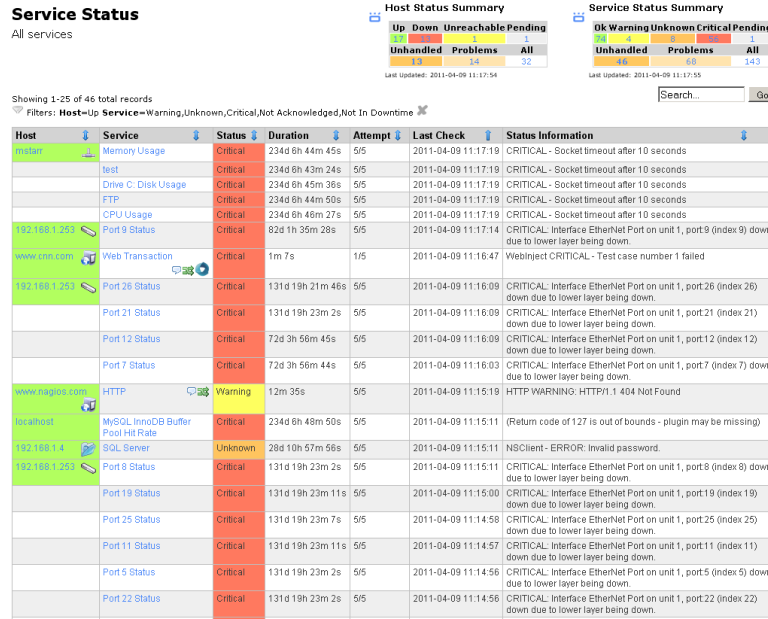 Service Status
All services
Host Status Summary
Up Down Unreachable Pending
17 1 1
Unhandled Problems All
13 14 32
Last Updated: 2011-04-09 11:17:54
Service Status Summary
Ok Warning Unknown Critical Pending
74 4 8 1
Unhandled Problems All
46 68 143
Last Updated: 2011-04-09 11:17:55
Showing 1-25 of 46 total records
Filters: Host=Up Service=Warning,Unknown,Critical,Not Acknowledged,Not In Downtime
Search... Go
Host Service Status Duration Attempt Last Check Status Information
mstarr Memory Usage Critical 234d 6h 44m 45s 5/5 2011-04-09 11:17:19 CRITICAL - Socket timeout after 10 seconds
test Critical 234d 6h 43m 24s 5/5 2011-04-09 11:17:19 CRITICAL - Socket timeout after 10 seconds
Drive C: Disk Usage Critical 234d 6h 45m 36s 5/5 2011-04-09 11:17:19 CRITICAL - Socket timeout after 10 seconds
FTP Critical 234d 6h 44m 50s 5/5 2011-04-09 11:17:19 CRITICAL - Socket timeout after 10 seconds
CPU Usage Critical 234d 6h 46m 27s 5/5 2011-04-09 11:17:19 CRITICAL - Socket timeout after 10 seconds
192.168.1.253 Port 9 Status Critical 82d 1h 35m 28s 5/5 2011-04-09 11:17:14 CRITICAL: Interface EtherNet Port on unit 1, port:9 (index 9) down
due to lower layer being down.
www.cnn.com Web Transaction Critical 1m 7s 1/5 2011-04-09 11:16:47 WebInject CRITICAL - Test case number 1 failed
192.168.1.253 Port 26 Status Critical 131d 19h 21m 46s 5/5 2011-04-09 11:16:09 CRITICAL: Interface EtherNet Port on unit 1, port:26 (index 26)
down due to lower layer being down.
Port 21 Status Critical 131d 19h 23m 2s 5/5 2011-04-09 11:16:09 CRITICAL: Interface EtherNet Port on unit 1, port:21 (index 21)
down due to lower layer being down.
Port 12 Status Critical 72d 3h 56m 45s 5/5 2011-04-09 11:16:09 CRITICAL: Interface EtherNet Port on unit 1, port:12 (index 12)
down due to lower layer being down.
Port 7 Status Critical 72d 3h 56m 44s 5/5 2011-04-09 11:16:03 CRITICAL: Interface EtherNet Port on unit 1, port:7 (index 7) down
due to lower layer being down.
www.nagios.com HTTP Warning 12m 35s 5/5 2011-04-09 11:15:19 HTTP WARNING: HTTP/1.1 404 Not Found
localhost MySQL InnoDB Buffer Critical 234d 6h 48m 50s 5/5 2011-04-09 11:15:11 (Return code of 127 is out of bounds - plugin may be missing)
Pool Hit Rate
192.168.1.4 SQL Server Unknown 28d 10h 57m 56s 5/5 2011-04-09 11:15:11 NSClient - ERROR: Invalid password.
192.168.1.253 Port 8 Status Critical 131d 19h 23m 2s 5/5 2011-04-09 11:15:11 CRITICAL: Interface EtherNet Port on unit 1, port:8 (index 8) down
due to lower layer being down.
Port 19 Status Critical 131d 19h 23m 11s 5/5 2011-04-09 11:15:00 CRITICAL: Interface EtherNet Port on unit 1, port:19 (index 19)
down due to lower layer being down.
Port 25 Status Critical 131d 19h 23m 7s 5/5 2011-04-09 11:14:58 CRITICAL: Interface EtherNet Port on unit 1, port:25 (index 25)
down due to lower layer being down.
Port 11 Status Critical 131d 19h 23m 11s 5/5 2011-04-09 11:14:57 CRITICAL: Interface EtherNet Port on unit 1, port:11 (index 11)
down due to lower layer being down.
Port 5 Status Critical 131d 19h 23m 2s 5/5 2011-04-09 11:14:56 CRITICAL: Interface EtherNet Port on unit 1, port:5 (index 5) down
due to lower layer being down.
Port 22 Status Critical 131d 19h 23m 2s 5/5 2011-04-09 11:14:56 CRITICAL: Interface EtherNet Port on unit 1, port:22 (index 22)
down due to lower layer being down.